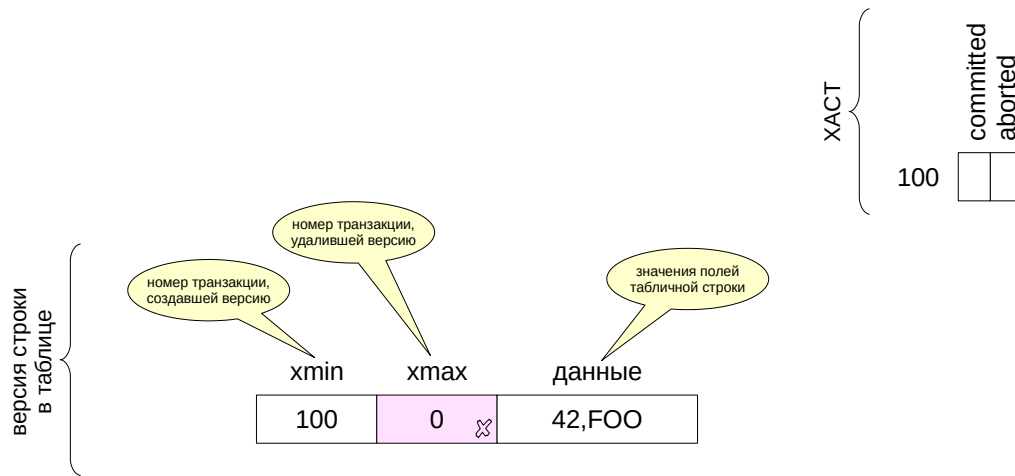 committed
aborted
XACT
100
номер транзакции,
удалившей версию
номер транзакции,
создавшей версию
значения полей
табличной строки
версия строки
в таблице
xmin
xmax
данные
100
0
42,FOO